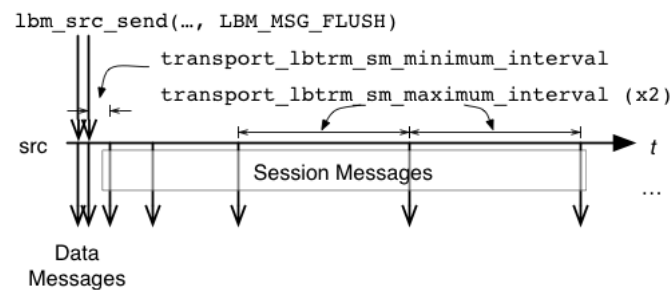 lbm_src_send(…, LBM_MSG_FLUSH)
transport_lbtrm_sm_minimum_interval
transport_lbtrm_sm_maximum_interval (x2)
src
t
Session Messages
…
Data
Messages